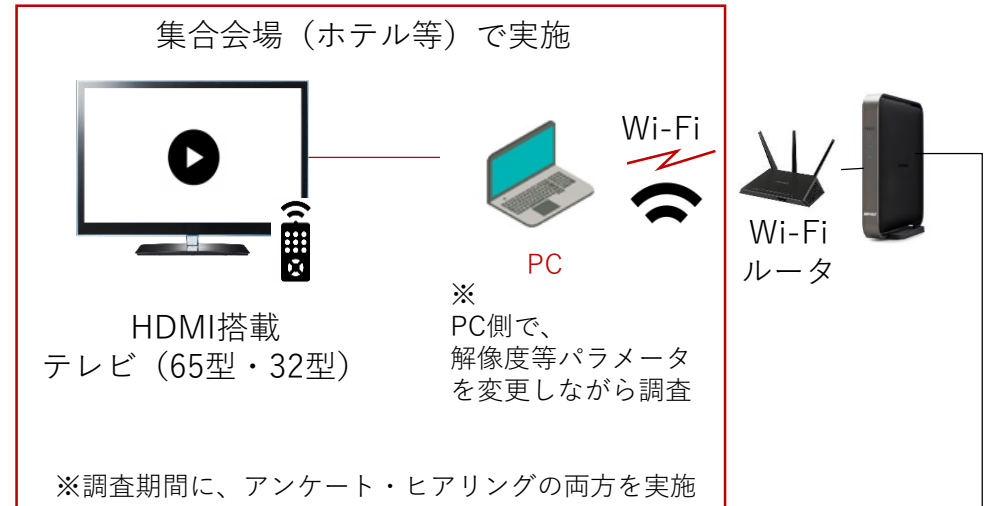 集合会場（ホテル等）で実施
Wi-Fi
Wi-Fi
ルータ
PC
HDMI搭載
テレビ（65型・32型）
※
PC側で、
解像度等パラメータ
を変更しながら調査
※調査期間に、アンケート・ヒアリングの両方を実施